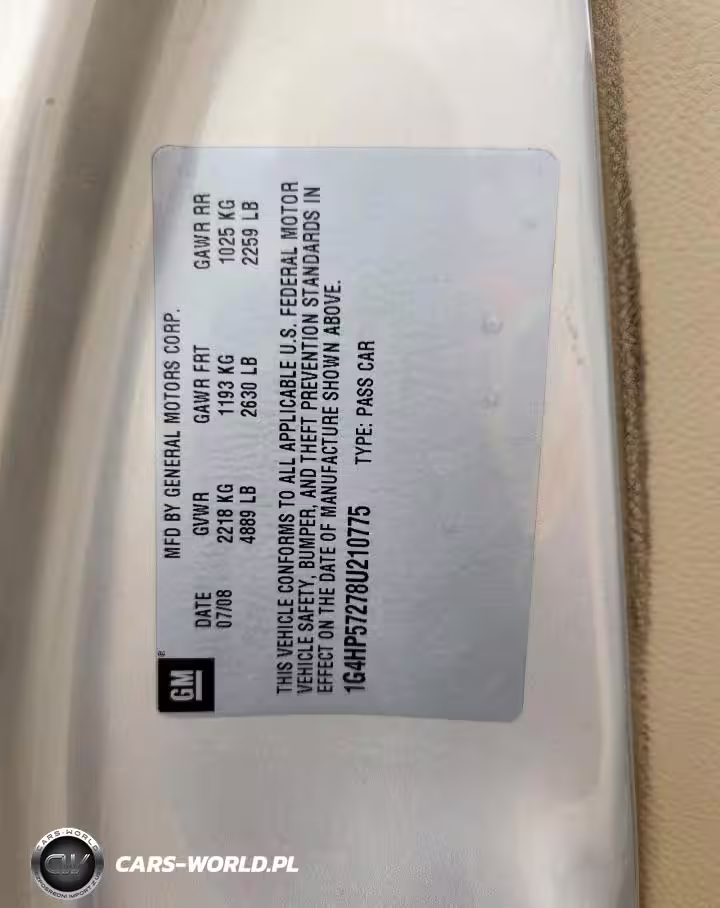 GM
MFD BY GENERAL MOTORS CORP.
DATE GVWR GAWR FRT GAWR RR
07/08 2218 KG 1193 KG 1025 KG
4889 LB 2630 LB 2259 LB
THIS VEHICLE CONFORMS TO ALL APPLICABLE U.S. FEDERAL MOTOR
VEHICLE SAFETY, BUMPER, AND THEFT PREVENTION STANDARDS IN
EFFECT ON THE DATE OF MANUFACTURE SHOWN ABOVE.
1G4HP57278U210775 TYPE: PASS CAR
CARS-WORLD
CW
CARS-WORLD.PL